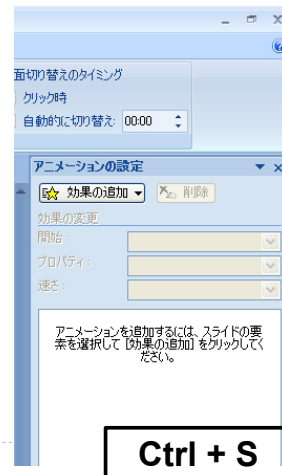 面切り替えのタイミング
クリック時
自動的に切り替え: 00:00
アニメーションの設定
効果の追加 削除
効果の変更
開始:
プロパティ:
速さ:
アニメーションを追加するには、スライドの要
素を選択して [効果の追加] をクリックしてく
ださい。
Ctrl + S